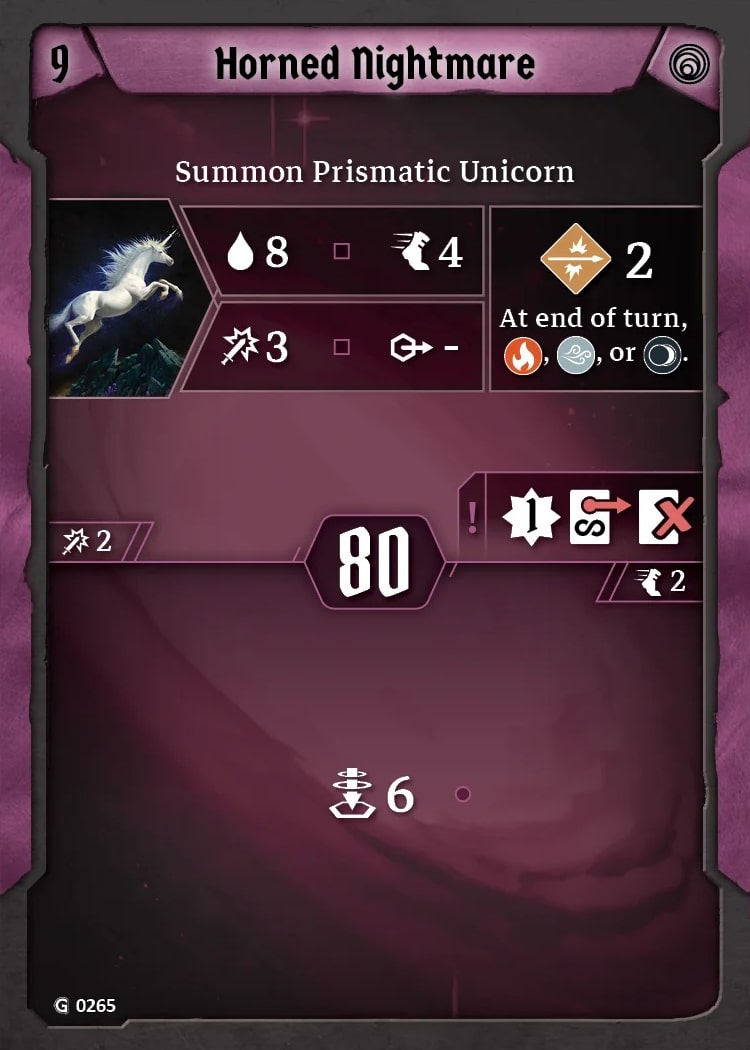 9 Horned Nightmare
Summon Prismatic Unicorn
8 4 2
3 -
At end of turn,
, , or .
! 1
2 80 2
6
G 0265